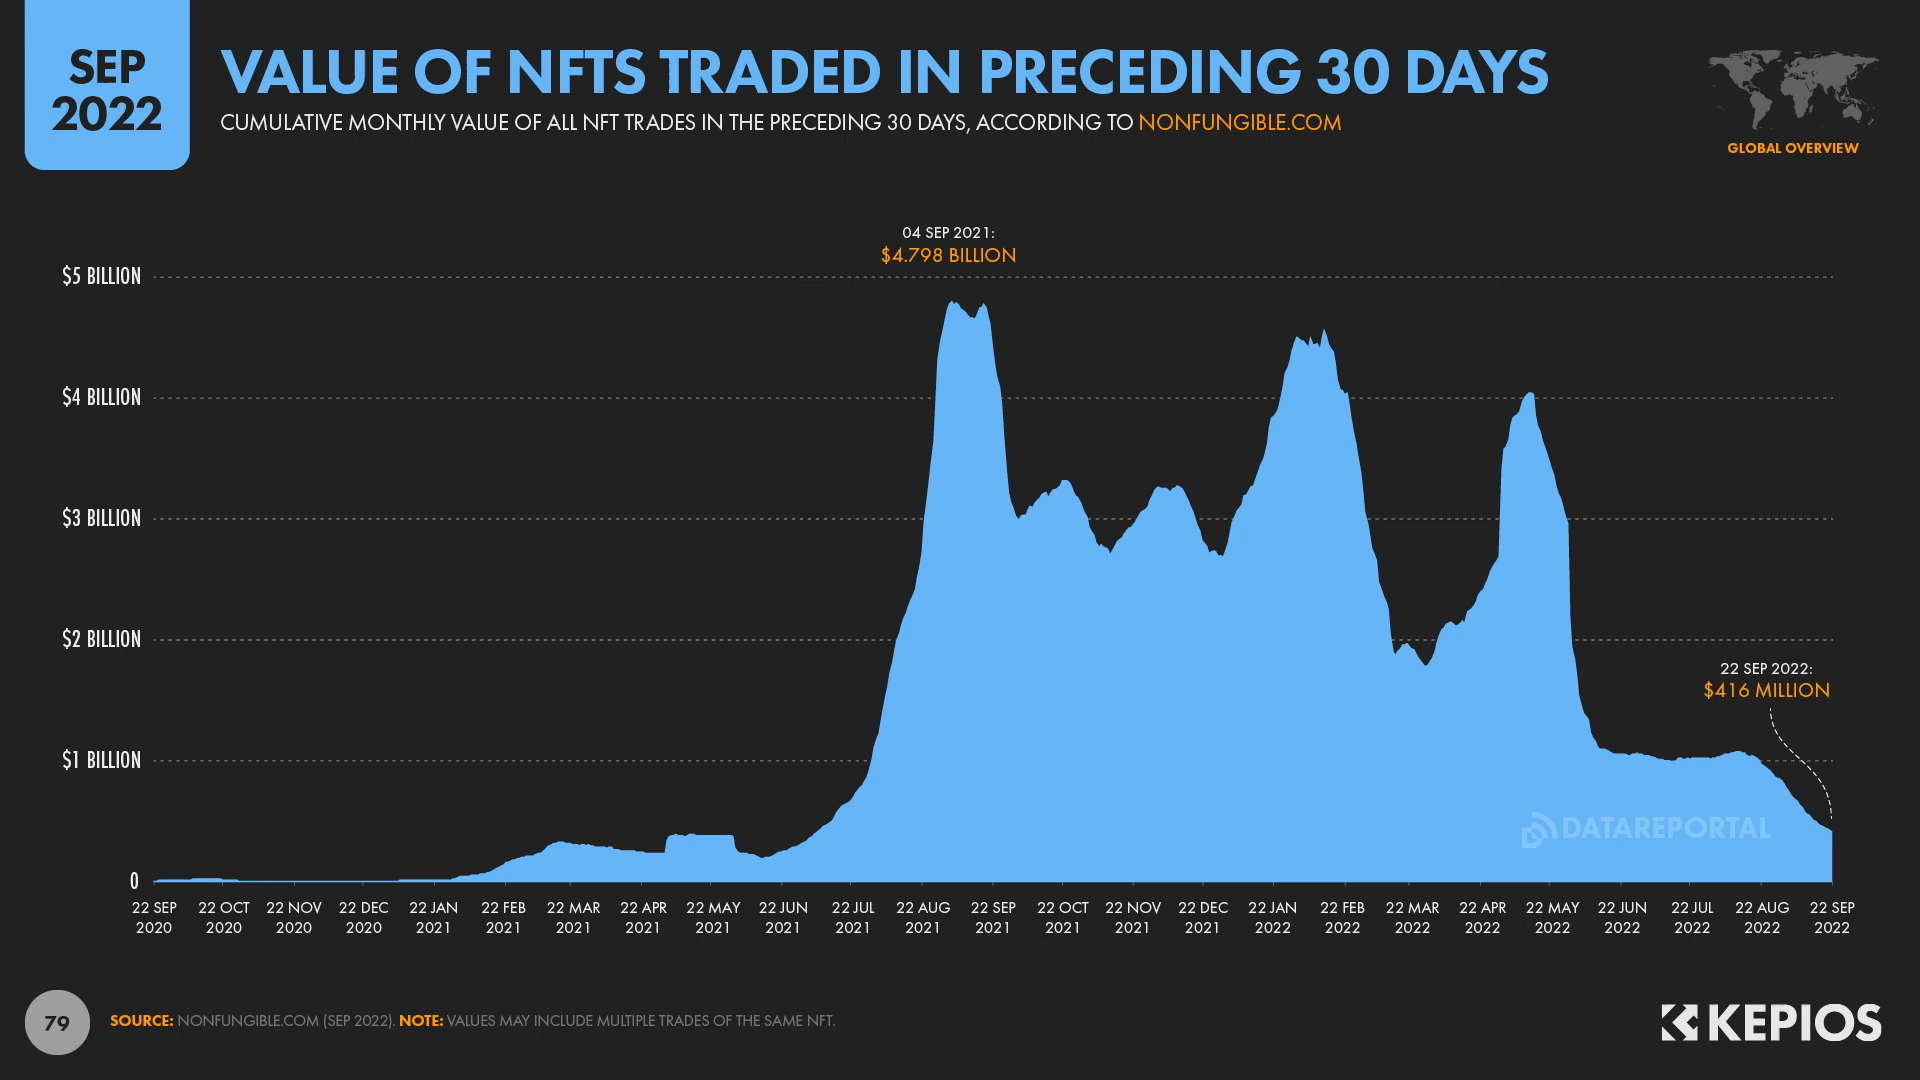 SEP
2022
VALUE OF NFTS TRADED IN PRECEDING 30 DAYS
CUMULATIVE MONTHLY VALUE OF ALL NFT TRADES IN THE PRECEDING 30 DAYS, ACCORDING TO NONFUNGIBLE.COM
GLOBAL OVERVIEW
04 SEP 2021:
$4.798 BILLION
$5 BILLION
$4 BILLION
$3 BILLION
$2 BILLION
22 SEP 2022:
$416 MILLION
$1 BILLION
DATAREPORTAL
0
22 SEP 22 OCT 22 NOV 22 DEC 22 JAN 22 FEB 22 MAR 22 APR 22 MAY 22 JUN 22 JUL 22 AUG 22 SEP 22 OCT 22 NOV 22 DEC 22 JAN 22 FEB 22 MAR 22 APR 22 MAY 22 JUN 22 JUL 22 AUG 22 SEP
2020 2020 2020 2020 2021 2021 2021 2021 2021 2021 2021 2021 2021 2021 2021 2021 2022 2022 2022 2022 2022 2022 2022 2022 2022
79
SOURCE: NONFUNGIBLE.COM (SEP 2022). NOTE: VALUES MAY INCLUDE MULTIPLE TRADES OF THE SAME NFT.
KEPIOS